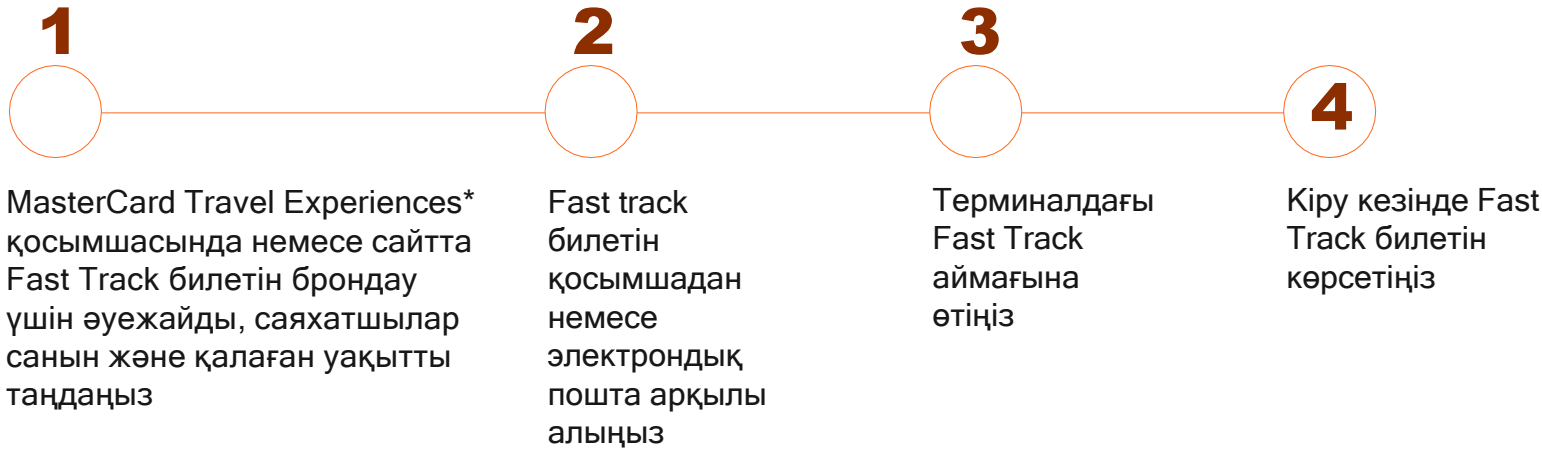 1
MasterCard Travel Experiences*
қосымшасында немесе сайтта
Fast Track билетін брондау
үшін әуежайды, саяхатшылар
санын және қалаған уақытты
таңдаңыз
2
Fast track
билетін
қосымшадан
немесе
электрондық
пошта арқылы
алыңыз
3
Терминалдағы
Fast Track
аймағына
өтіңіз
4
Кіру кезінде Fast
Track билетін
көрсетіңіз